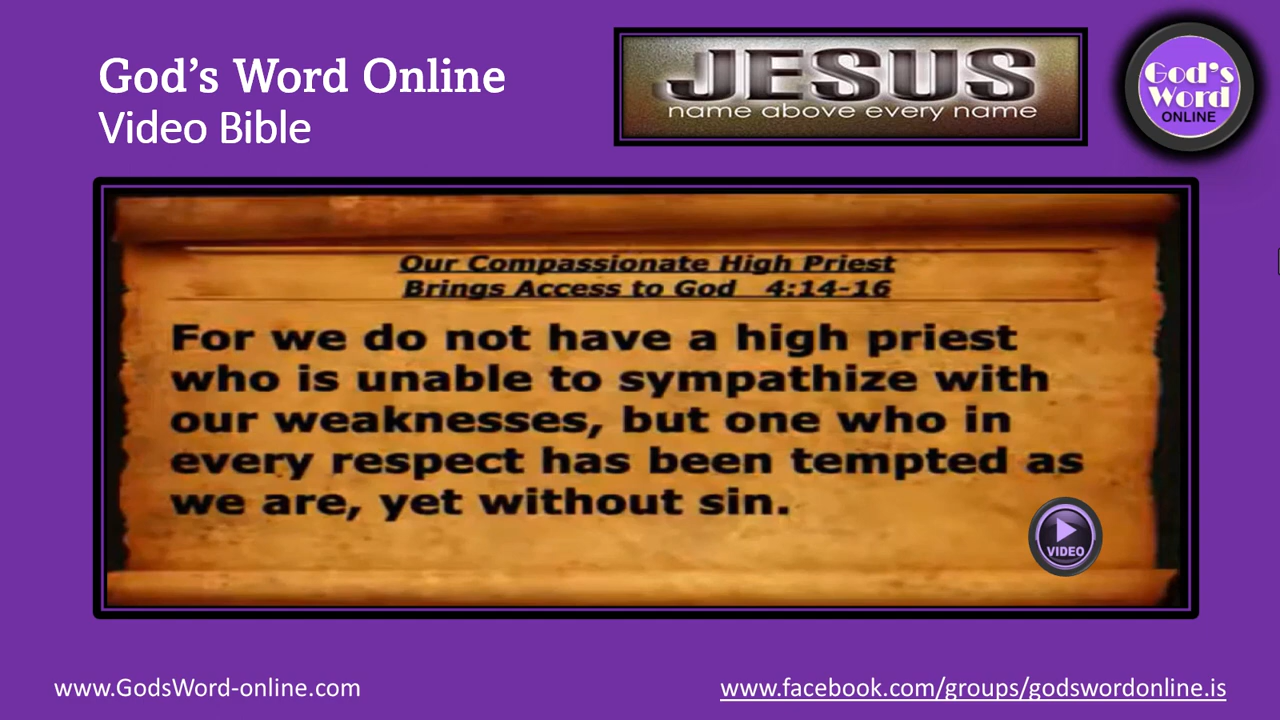 God's Word Online
Video Bible
JESUS
name above every name
God's
Word
ONLINE
Our Compassionate High Priest
Brings Access to God 4:14-16
For we do not have a high priest
who is unable to sympathize with
our weaknesses, but one who in
every respect has been tempted as
we are, yet without sin.
VIDEO
www.GodsWord-online.com
www.facebook.com/groups/godswordonline.is